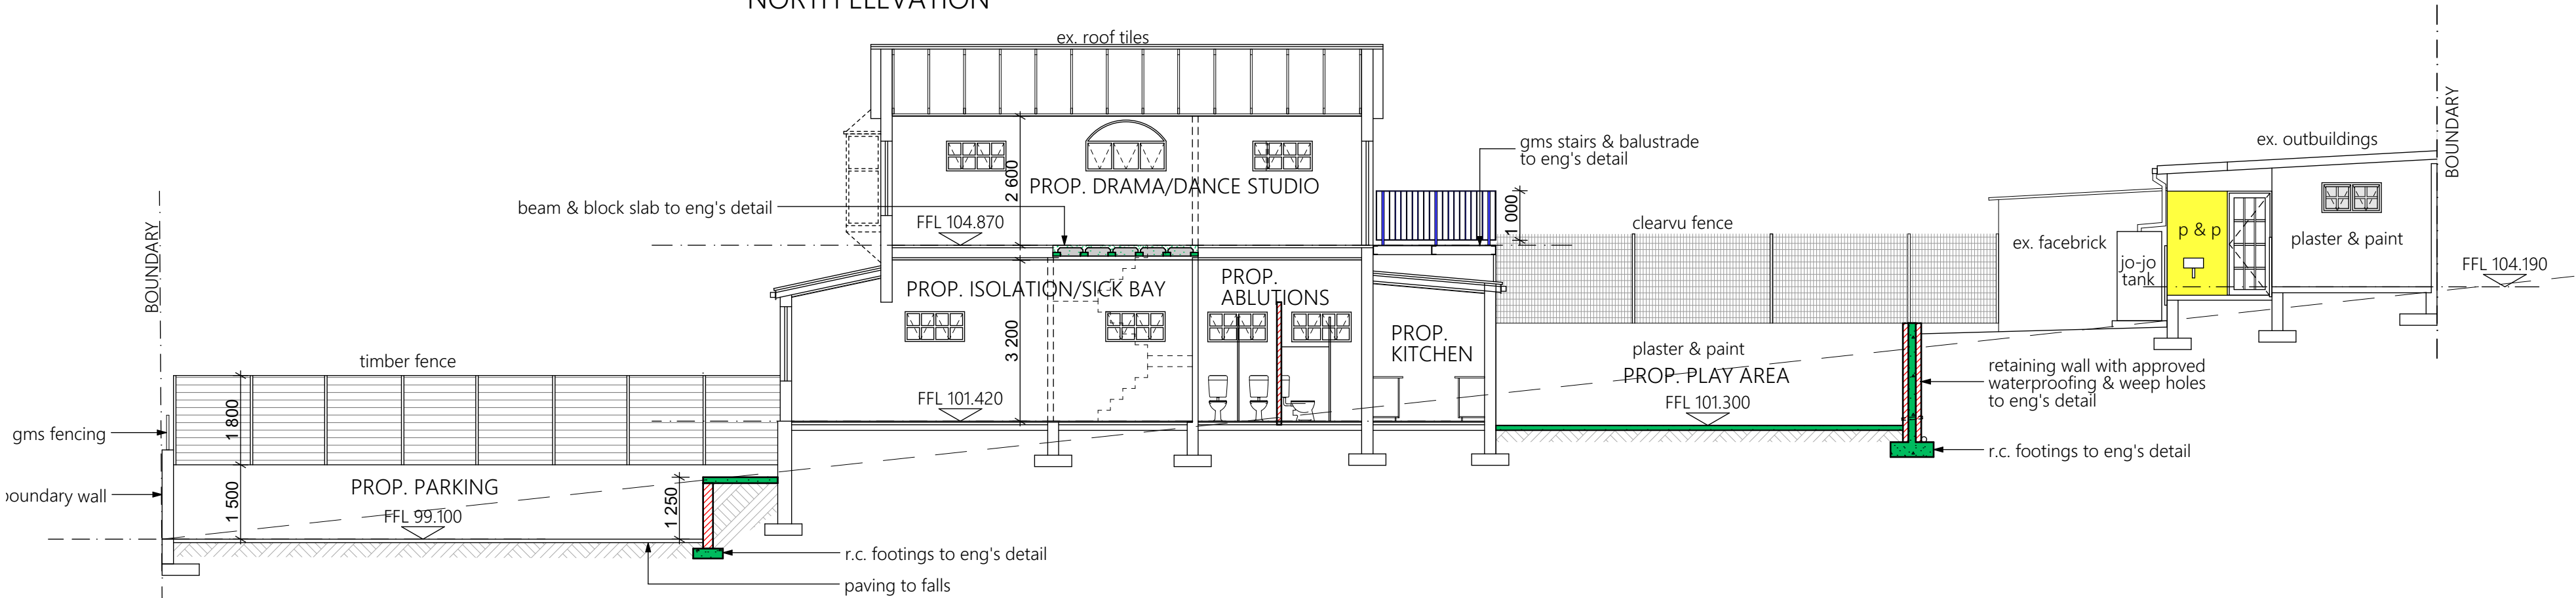 NORTH ELEVATION
ex. roof tiles
gms stairs & balustrade
to eng's detail
ex. outbuildings
BOUNDARY
2 600
PROP. DRAMA/DANCE STUDIO
beam & block slab to eng's detail
FFL 104.870
1 000
clearvu fence
ex. facebrick
p & p
plaster & paint
BOUNDARY
jo-jo
tank
FFL 104.190
PROP. ISOLATION/SICK BAY
PROP.
ABLUTIONS
3 200
PROP.
KITCHEN
timber fence
plaster & paint
PROP. PLAY AREA
FFL 101.300
retaining wall with approved
waterproofing & weep holes
to eng's detail
FFL 101.420
gms fencing
1 800
r.c. footings to eng's detail
boundary wall
PROP. PARKING
1 500
FFL 99.100
1 250
r.c. footings to eng's detail
paving to falls